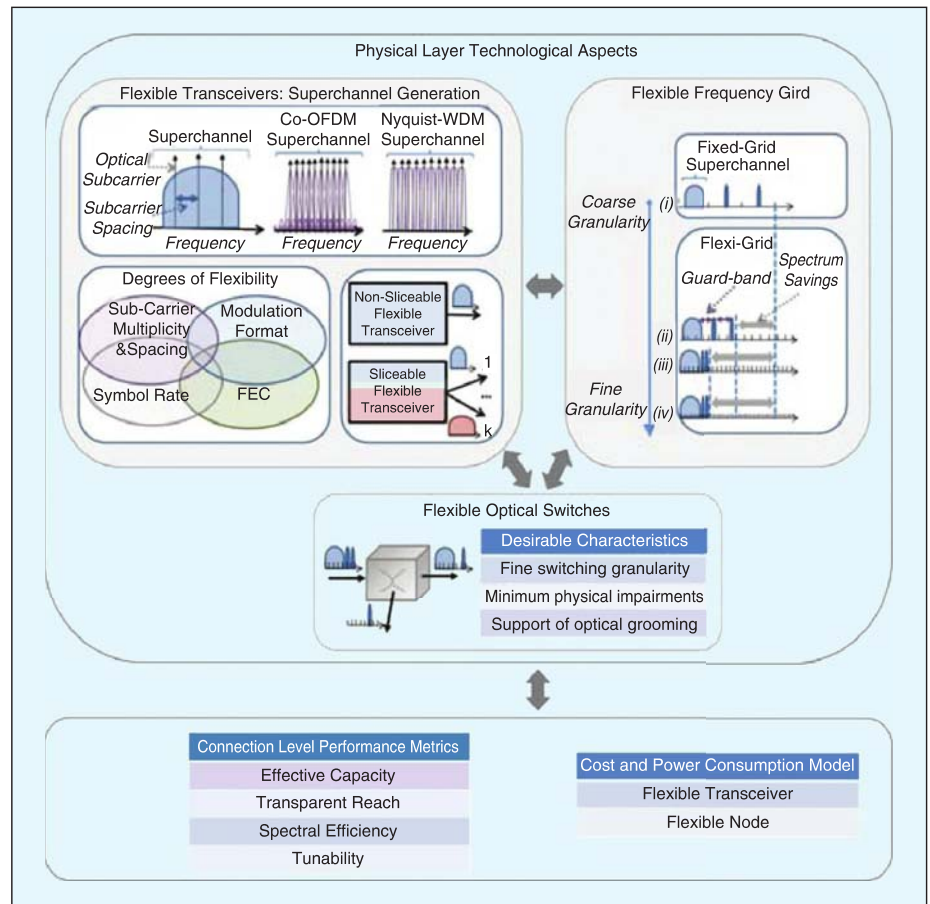 Physical Layer Technological Aspects
Flexible Transceivers: Superchannel Generation
Superchannel
Co-OFDM
Superchannel
Nyquist-WDM
Superchannel
Optical
Subcarrier
Subcarrier
Spacing
Frequency
Frequency
Frequency
Degrees of Flexibility
Sub-Carrier
Multiplicity
&Spacing
Modulation
Format
Symbol Rate
FEC
Non-Sliceable
Flexible
Transceiver
Sliceable
Flexible
Transceiver
1
...
k
Flexible Frequency Gird
Fixed-Grid
Superchannel
Coarse
Granularity
(i)
Flexi-Grid
Guard-band
Spectrum
Savings
(ii)
(iii)
Fine
Granularity
(iv)
Flexible Optical Switches
Desirable Characteristics
Fine switching granularity
Minimum physical impairments
Support of optical grooming
Connection Level Performance Metrics
Effective Capacity
Transparent Reach
Spectral Efficiency
Tunability
Cost and Power Consumption Model
Flexible Transceiver
Flexible Node